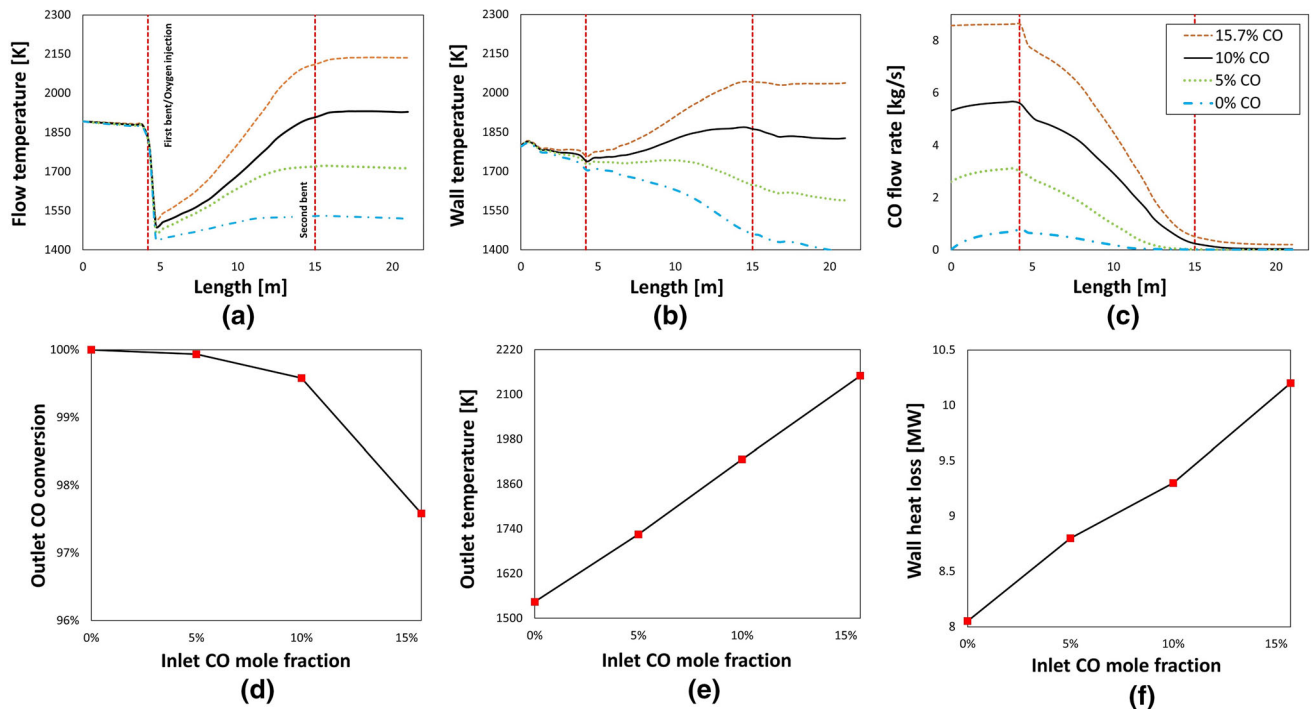 2300
2150
2000
1850
1700
1550
1400
Flow temperature [K]
First bent/Oxygen injection
Second bent
0
5
10
15
20
Length [m]
(a)
2300
2150
2000
1850
1700
1550
1400
Wall temperature [K]
0
5
10
15
20
Length [m]
(b)
8
6
4
2
0
CO flow rate [kg/s]
15.7% CO
10% CO
5% CO
0% CO
0
5
10
15
20
Length [m]
(c)
100%
99%
98%
97%
96%
Outlet CO conversion
0%
5%
10%
15%
Inlet CO mole fraction
(d)
2220
2100
1980
1860
1740
1620
1500
Outlet temperature [K]
0%
5%
10%
15%
Inlet CO mole fraction
(e)
10.5
10
9.5
9
8.5
8
Wall heat loss [MW]
0%
5%
10%
15%
Inlet CO mole fraction
(f)